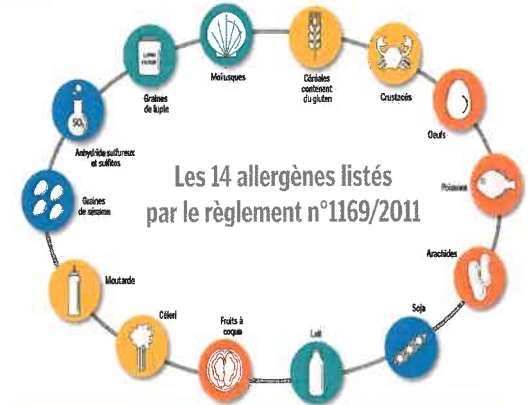 Mollusques
Céréales
contenant
du gluten
Crustacés
Oeufs
Poissons
Arachides
Soja
Lait
Fruits à
coque
Céleri
Moutarde
Graines
de sésame
Anhydride sulfureux
et sulfites
SO₂
Graines
de lupin
Les 14 allergènes listés
par le règlement n°1169/2011